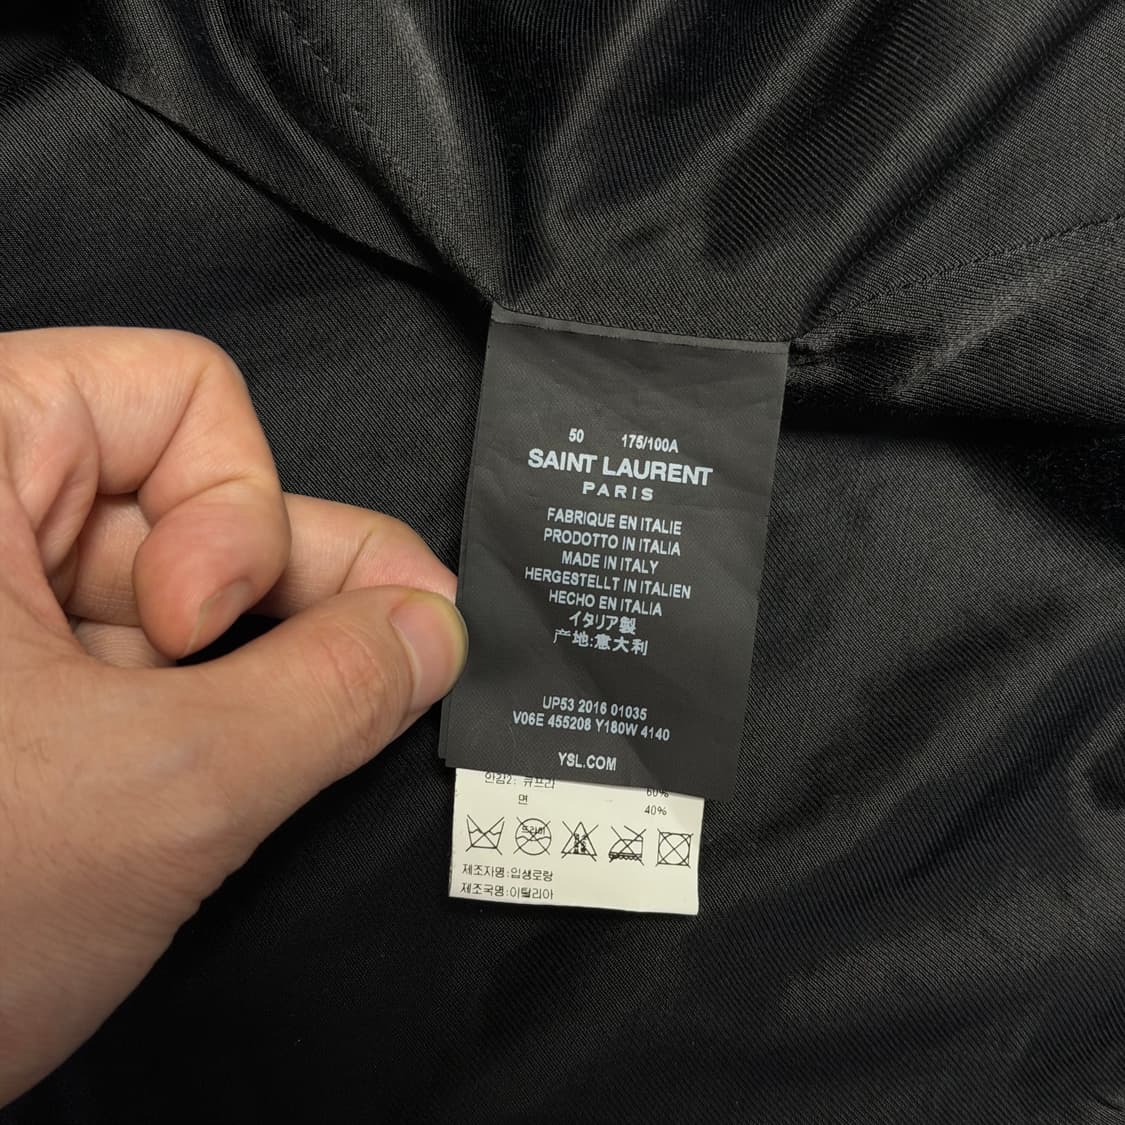 50 175/100A
SAINT LAURENT
PARIS
FABRIQUE EN ITALIE
PRODOTTO IN ITALIA
MADE IN ITALY
HERGESTELLT IN ITALIEN
HECHO EN ITALIA
イタリア製
产地:意大利
UP53 2016 01035
V06E 455208 Y180W 4140
YSL.COM
안감2: 큐프라 60%
면 40%
드라이
제조자명:입생로랑
제조국명:이탈리아